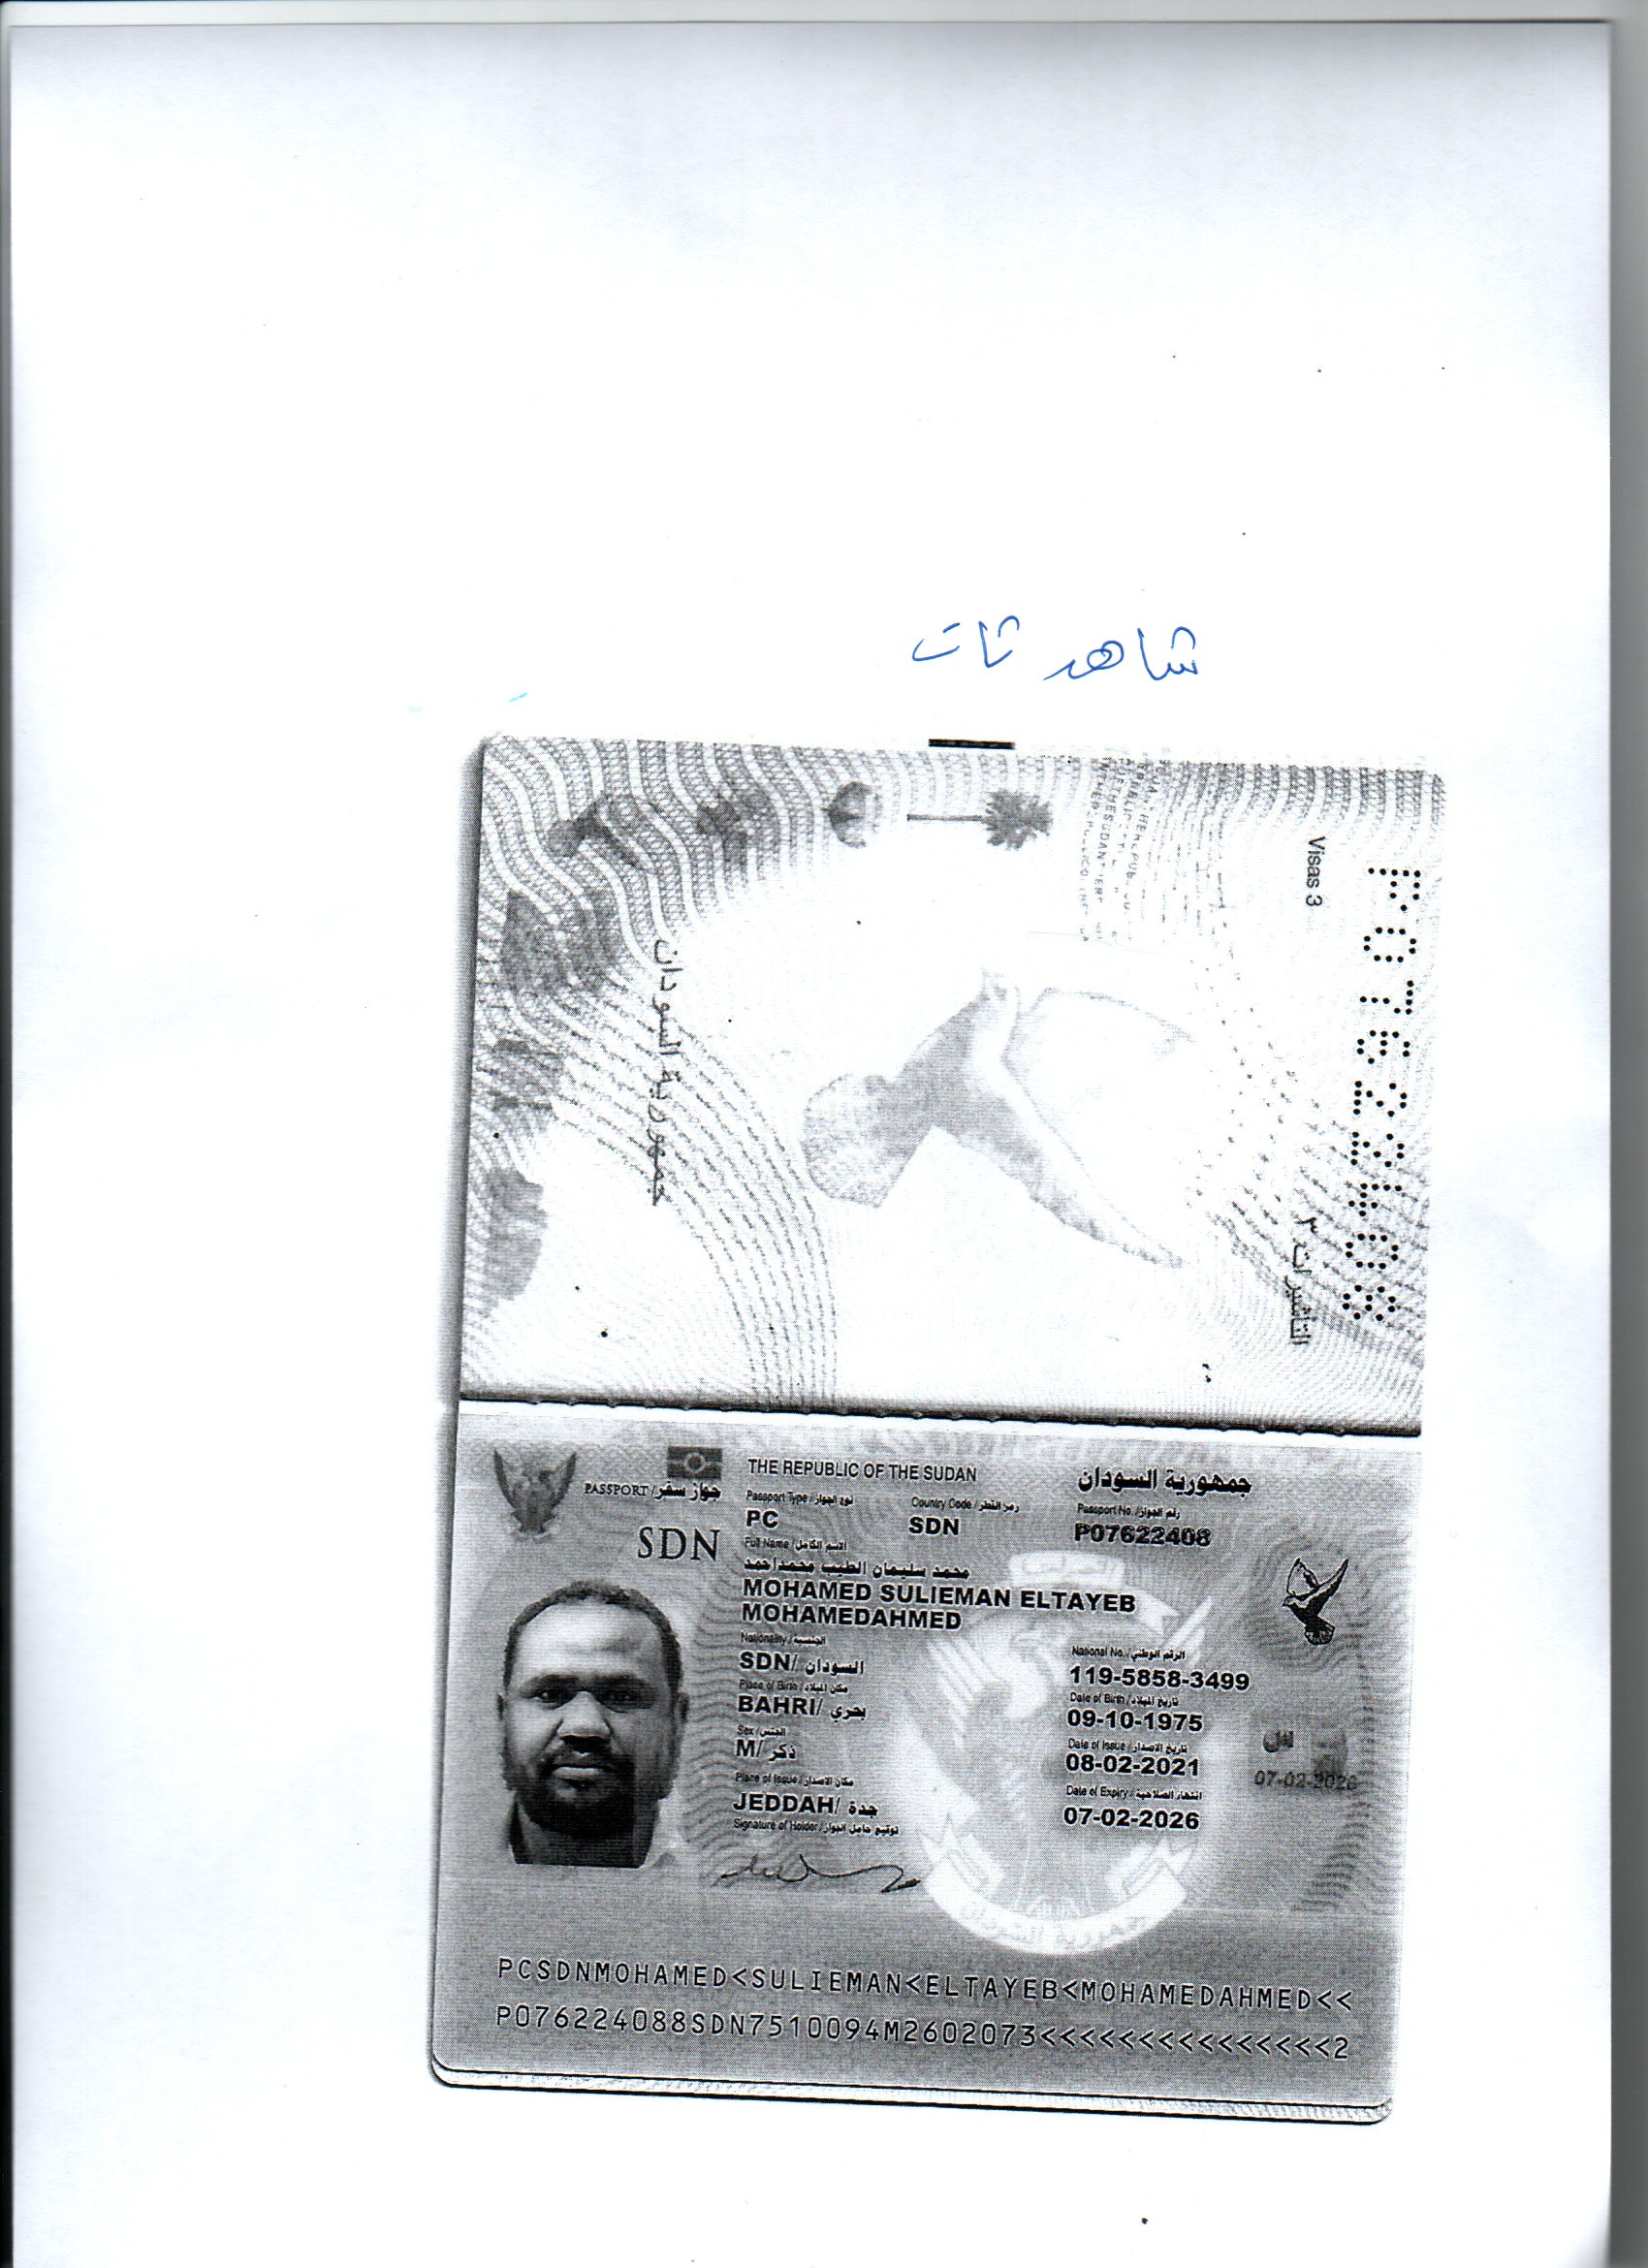 شاهد تات
Visas 3
P07622408
جمهورية السودان
التأشيرات ٣
PASSPORT/جواز سفر
SDN
THE REPUBLIC OF THE SUDAN
جمهورية السودان
Passport Type/نوع الجواز
Country Code/رمز القطر
Passport No./رقم الجواز
PC
SDN
P07622408
Full Name/الاسم الكامل
محمد سليمان الطيب محمداحمد
MOHAMED SULIEMAN ELTAYEB
MOHAMEDAHMED
Nationality/الجنسية
National No./الرقم الوطني
SDN/ السودان
119-5858-3499
Place of Birth/مكان الميلاد
Date of Birth/تاريخ الميلاد
BAHRI/ بحري
09-10-1975
Sex/الجنس
Date of Issue/تاريخ الاصدار
M/ ذكر
08-02-2021
Place of Issue/مكان الاصدار
Date of Expiry/انتهاء الصلاحية
JEDDAH/ جدة
07-02-2026
07-02-2026
Signature of Holder/توقيع حامل الجواز
جمهورية السودان
PCSDNMOHAMED<SULIEMAN<ELTAYEB<MOHAMEDAHMED<<
P076224088SDN7510094M2602073<<<<<<<<<<<<<<<2